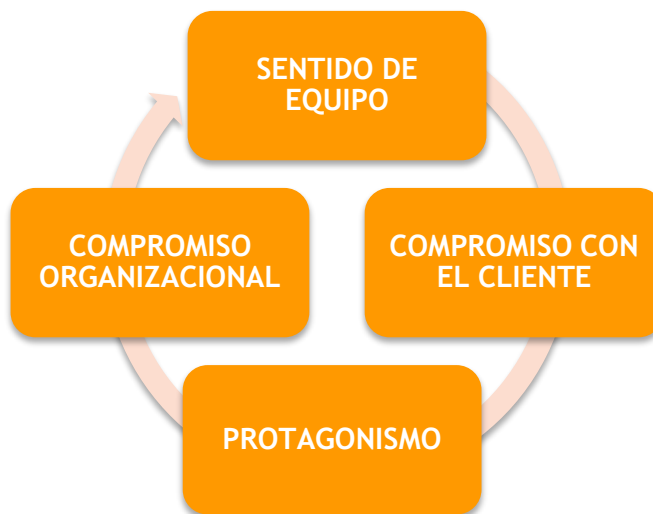 SENTIDO DE
EQUIPO
COMPROMISO CON
EL CLIENTE
PROTAGONISMO
COMPROMISO
ORGANIZACIONAL